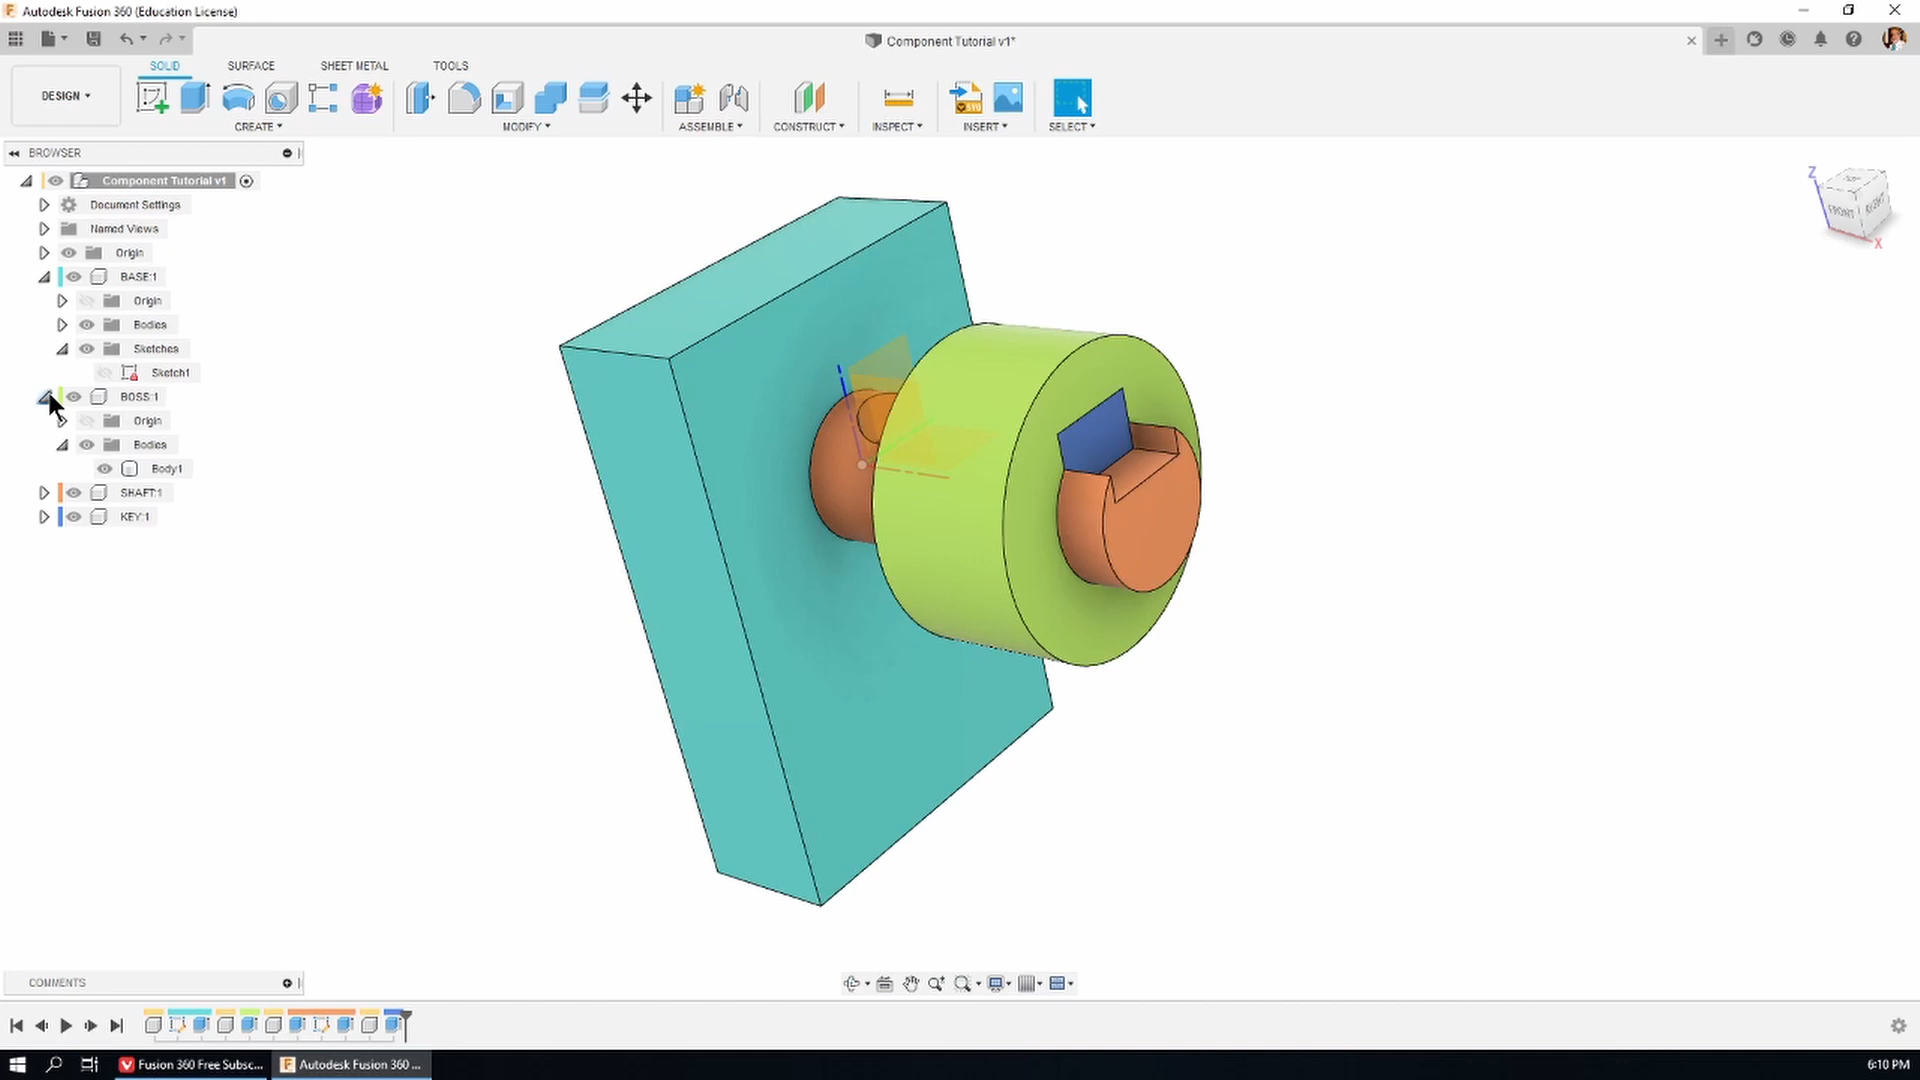 Autodesk Fusion 360 (Education License)
Component Tutorial v1*
SOLID SURFACE SHEET METAL TOOLS
DESIGN
CREATE MODIFY ASSEMBLE CONSTRUCT INSPECT INSERT SELECT
BROWSER
Component Tutorial v1
Document Settings
Named Views
Origin
BASE:1
Origin
Bodies
Sketches
Sketch1
BOSS:1
Origin
Bodies
Body1
SHAFT:1
KEY:1
Z
TOP
FRONT
RIGHT
X
COMMENTS
Fusion 360 Free Subsc...
Autodesk Fusion 360 ...
6:10 PM